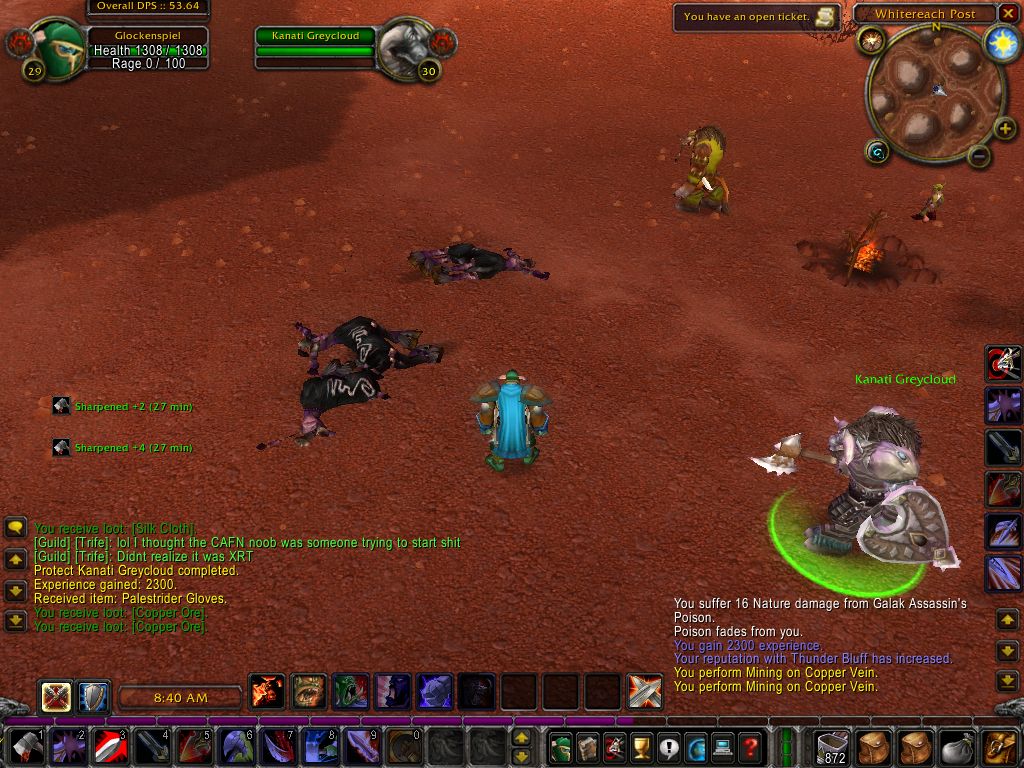 Overall DPS :: 53.64
Glockenspiel
Health 1308 / 1308
Rage 0 / 100
29
Kanati Greycloud
30
You have an open ticket.
Whitereach Post
N
Kanati Greycloud
Sharpened +2 (27 min)
Sharpened +4 (27 min)
You receive loot: [Silk Cloth].
[Guild] [Trife]: lol I thought the CAFN noob was someone trying to start shit
[Guild] [Trife]: Didnt realize it was XRT
Protect Kanati Greycloud completed.
Experience gained: 2300.
Received item: Palestrider Gloves.
You receive loot: [Copper Ore].
You receive loot: [Copper Ore].
You suffer 16 Nature damage from Galak Assassin's
Poison.
Poison fades from you.
You gain 2300 experience.
Your reputation with Thunder Bluff has increased.
You perform Mining on Copper Vein.
You perform Mining on Copper Vein.
8:40 AM
1 2 3 4 5 6 7 8 9 0
872